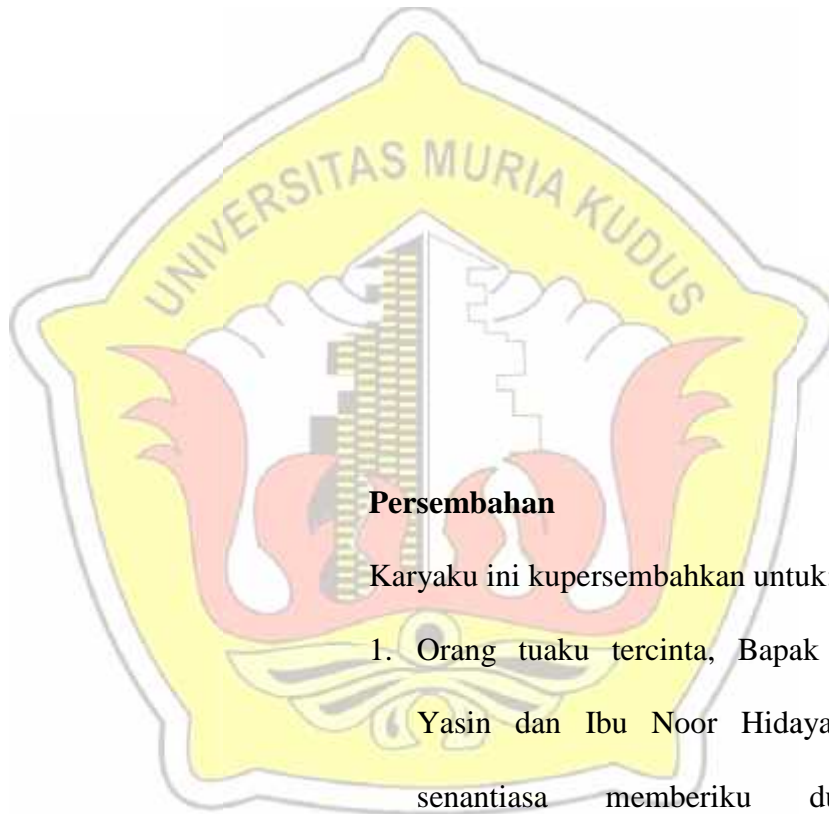 UNIVERSITAS MURIA KUDUS
Persembahan
Karyaku ini kupersembahkan untuk
1. Orang tuaku tercinta, Bapak
Yasin dan Ibu Noor
senantiasa memberiku